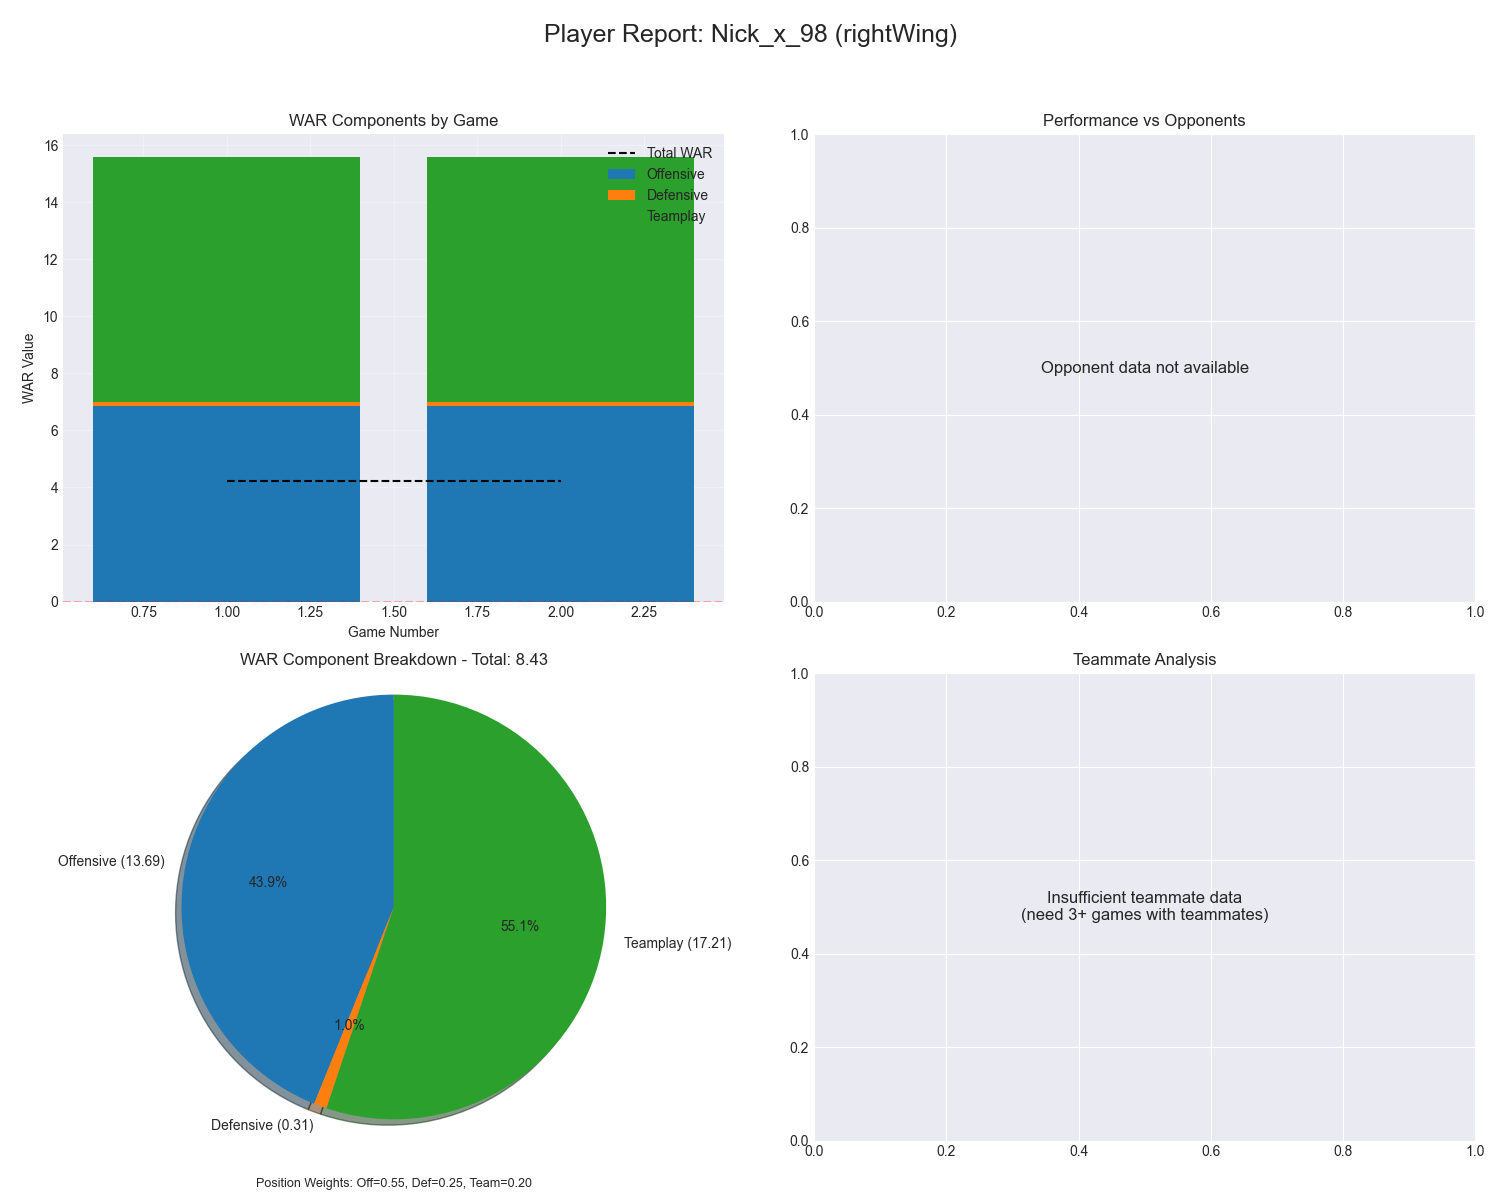 Player Report: Nick_x_98 (rightWing)
WAR Components by Game
16
14
12
10
8
6
4
2
0
WAR Value
Total WAR
Offensive
Defensive
Teamplay
0.75 1.00 1.25 1.50 1.75 2.00 2.25
Game Number
Performance vs Opponents
1.0
0.8
0.6
0.4
0.2
0.0
Opponent data not available
0.0 0.2 0.4 0.6 0.8 1.0
WAR Component Breakdown - Total: 8.43
Offensive (13.69)
43.9%
55.1%
Teamplay (17.21)
1.0%
Defensive (0.31)
Position Weights: Off=0.55, Def=0.25, Team=0.20
Teammate Analysis
1.0
0.8
0.6
0.4
0.2
0.0
Insufficient teammate data
(need 3+ games with teammates)
0.0 0.2 0.4 0.6 0.8 1.0